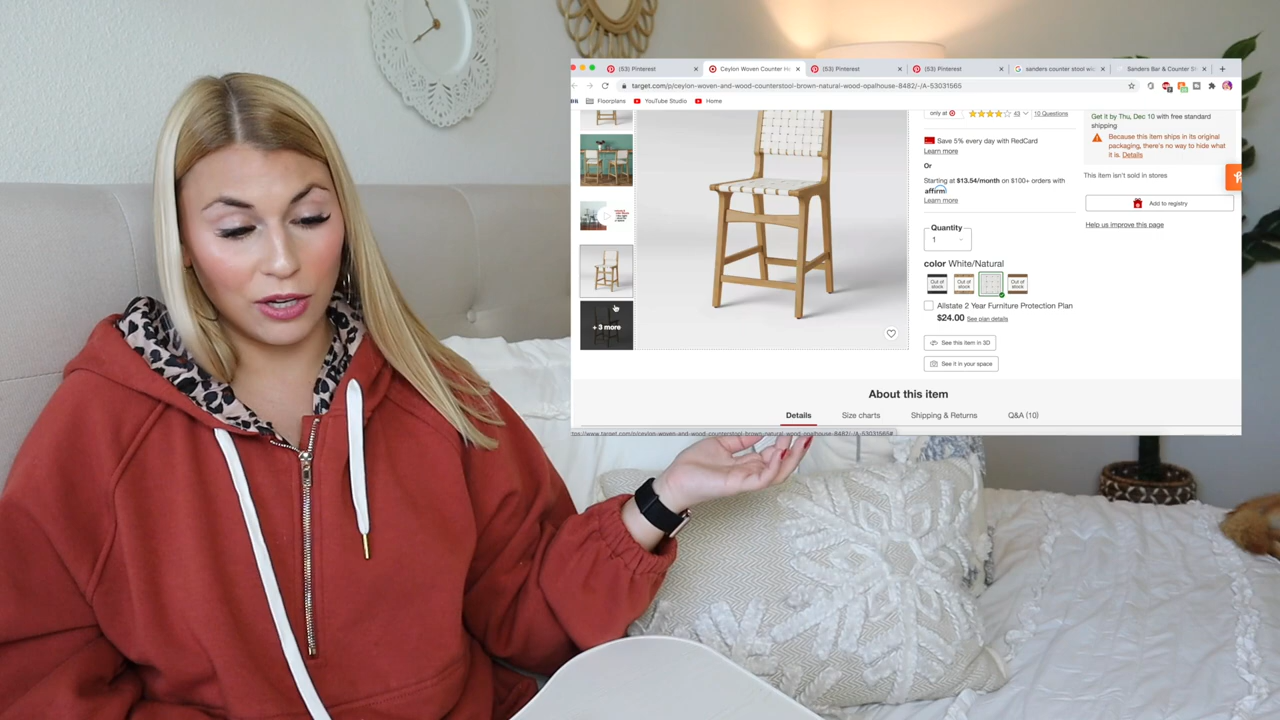 (53) Pinterest
Ceylon Woven Counter He
(53) Pinterest
(53) Pinterest
sanders counter stool wi
Sanders Bar & Counter S
target.com/p/ceylon-woven-and-wood-counterstool-brown-natural-wood-opalhouse-8482/-/A-53031565
Floorplans
YouTube Studio
Home
+ 3 more
only at
43
10 Questions
Save 5% every day with RedCard
Learn more
Or
Starting at $13.54/month on $100+ orders with
affirm
Learn more
Quantity
1
color White/Natural
Out of
stock
Out of
stock
Out of
stock
Allstate 2 Year Furniture Protection Plan
$24.00 See plan details
See this item in 3D
See it in your space
Get it by Thu, Dec 10 with free standard
shipping
Because this item ships in its original
packaging, there's no way to hide what
it is. Details
This item isn't sold in stores
Add to registry
Help us improve this page
About this item
Details
Size charts
Shipping & Returns
Q&A (10)